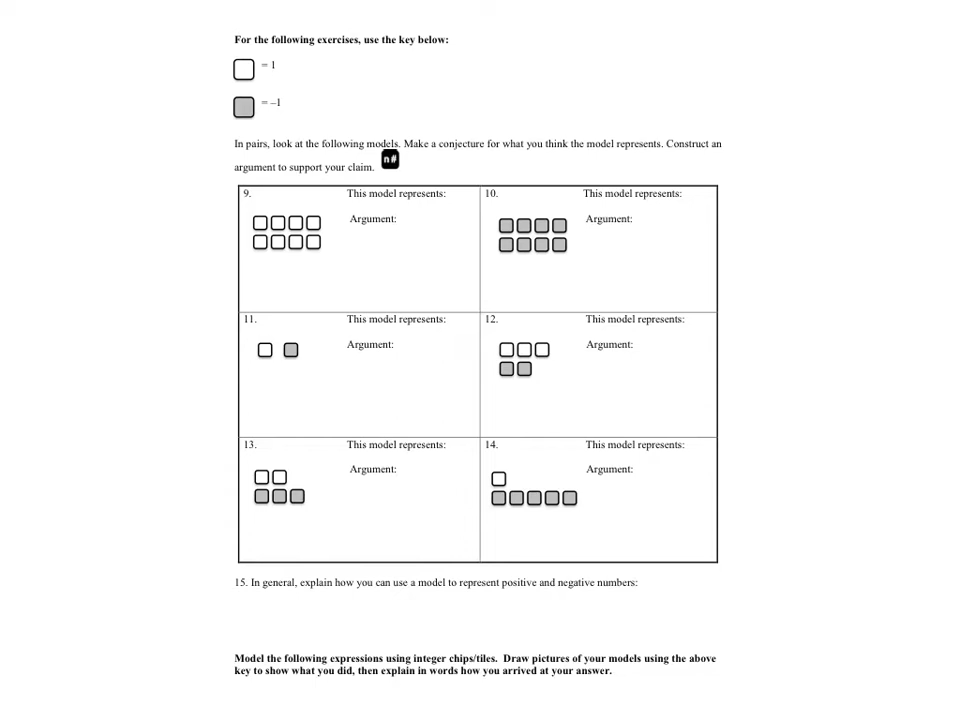 For the following exercises, use the key below:
= 1
= –1
In pairs, look at the following models. Make a conjecture for what you think the model represents. Construct an
argument to support your claim. n#
9. This model represents:
Argument:
10. This model represents:
Argument:
11. This model represents:
Argument:
12. This model represents:
Argument:
13. This model represents:
Argument:
14. This model represents:
Argument:
15. In general, explain how you can use a model to represent positive and negative numbers:
Model the following expressions using integer chips/tiles. Draw pictures of your models using the above
key to show what you did, then explain in words how you arrived at your answer.